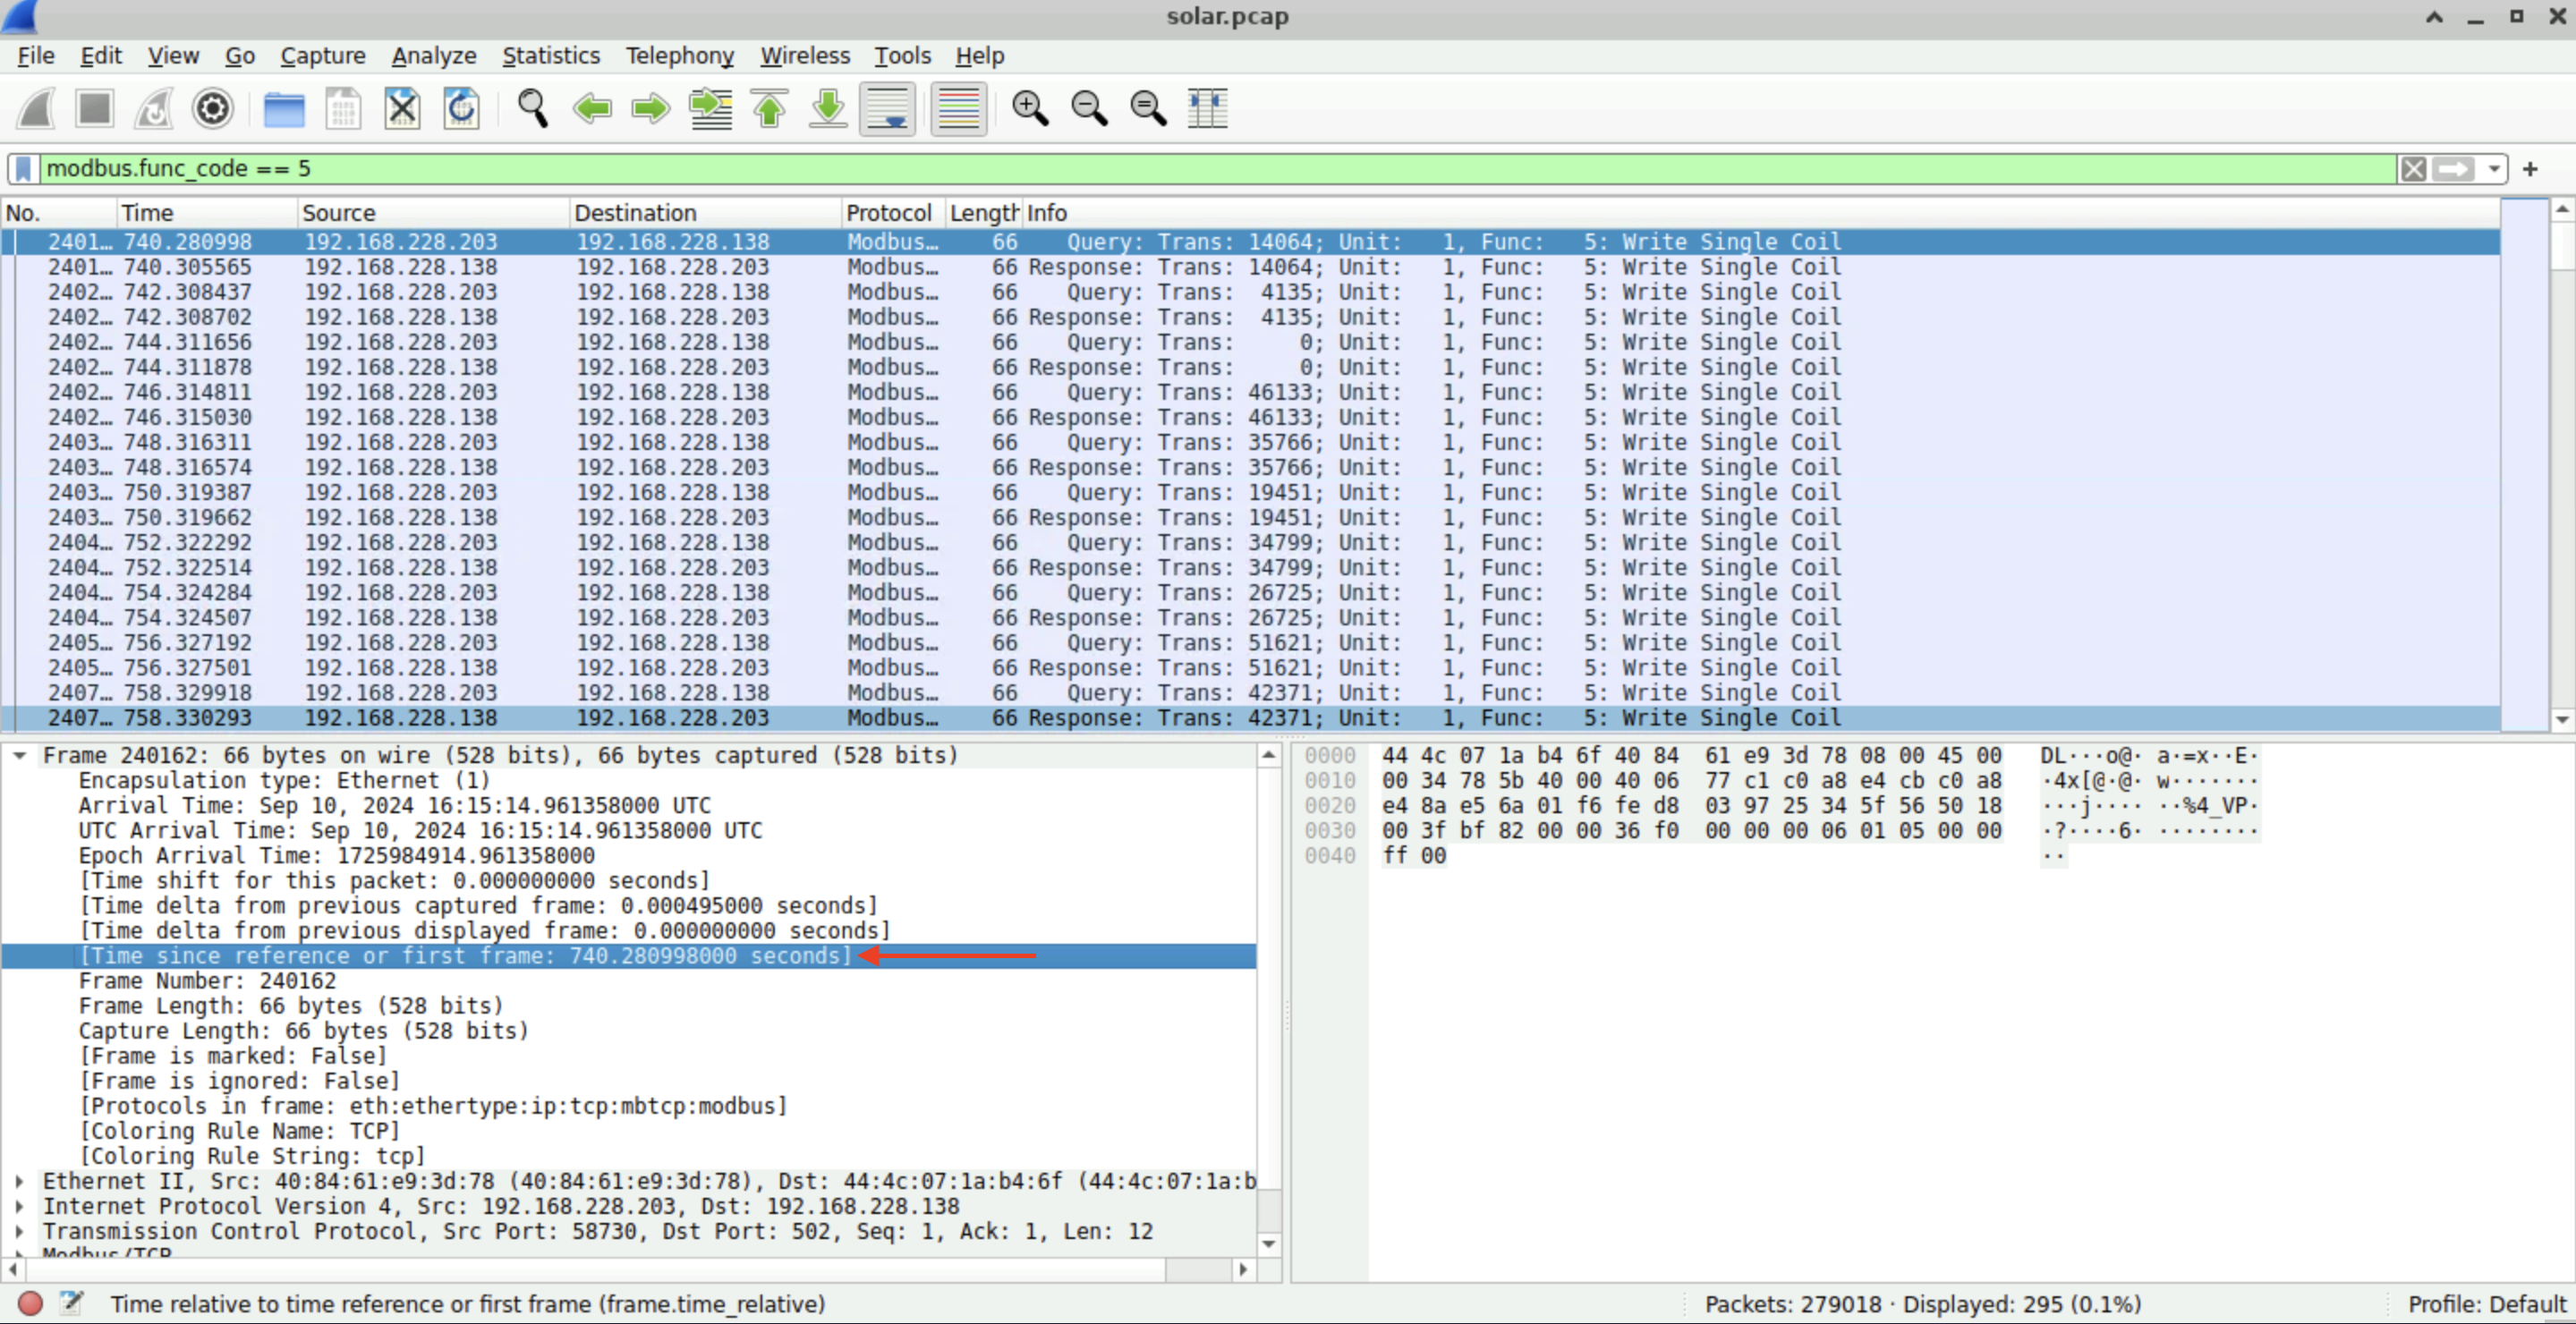 solar.pcap
File Edit View Go Capture Analyze Statistics Telephony Wireless Tools Help
modbus.func_code == 5
No. Time Source Destination Protocol Length Info
2401… 740.280998 192.168.228.203 192.168.228.138 Modbus… 66 Query: Trans: 14064; Unit: 1, Func: 5: Write Single Coil
2401… 740.305565 192.168.228.138 192.168.228.203 Modbus… 66 Response: Trans: 14064; Unit: 1, Func: 5: Write Single Coil
2402… 742.308437 192.168.228.203 192.168.228.138 Modbus… 66 Query: Trans: 4135; Unit: 1, Func: 5: Write Single Coil
2402… 742.308702 192.168.228.138 192.168.228.203 Modbus… 66 Response: Trans: 4135; Unit: 1, Func: 5: Write Single Coil
2402… 744.311656 192.168.228.203 192.168.228.138 Modbus… 66 Query: Trans: 0; Unit: 1, Func: 5: Write Single Coil
2402… 744.311878 192.168.228.138 192.168.228.203 Modbus… 66 Response: Trans: 0; Unit: 1, Func: 5: Write Single Coil
2402… 746.314811 192.168.228.203 192.168.228.138 Modbus… 66 Query: Trans: 46133; Unit: 1, Func: 5: Write Single Coil
2402… 746.315030 192.168.228.138 192.168.228.203 Modbus… 66 Response: Trans: 46133; Unit: 1, Func: 5: Write Single Coil
2403… 748.316311 192.168.228.203 192.168.228.138 Modbus… 66 Query: Trans: 35766; Unit: 1, Func: 5: Write Single Coil
2403… 748.316574 192.168.228.138 192.168.228.203 Modbus… 66 Response: Trans: 35766; Unit: 1, Func: 5: Write Single Coil
2403… 750.319387 192.168.228.203 192.168.228.138 Modbus… 66 Query: Trans: 19451; Unit: 1, Func: 5: Write Single Coil
2403… 750.319662 192.168.228.138 192.168.228.203 Modbus… 66 Response: Trans: 19451; Unit: 1, Func: 5: Write Single Coil
2404… 752.322292 192.168.228.203 192.168.228.138 Modbus… 66 Query: Trans: 34799; Unit: 1, Func: 5: Write Single Coil
2404… 752.322514 192.168.228.138 192.168.228.203 Modbus… 66 Response: Trans: 34799; Unit: 1, Func: 5: Write Single Coil
2404… 754.324284 192.168.228.203 192.168.228.138 Modbus… 66 Query: Trans: 26725; Unit: 1, Func: 5: Write Single Coil
2404… 754.324507 192.168.228.138 192.168.228.203 Modbus… 66 Response: Trans: 26725; Unit: 1, Func: 5: Write Single Coil
2405… 756.327192 192.168.228.203 192.168.228.138 Modbus… 66 Query: Trans: 51621; Unit: 1, Func: 5: Write Single Coil
2405… 756.327501 192.168.228.138 192.168.228.203 Modbus… 66 Response: Trans: 51621; Unit: 1, Func: 5: Write Single Coil
2407… 758.329918 192.168.228.203 192.168.228.138 Modbus… 66 Query: Trans: 42371; Unit: 1, Func: 5: Write Single Coil
2407… 758.330293 192.168.228.138 192.168.228.203 Modbus… 66 Response: Trans: 42371; Unit: 1, Func: 5: Write Single Coil
Frame 240162: 66 bytes on wire (528 bits), 66 bytes captured (528 bits)
Encapsulation type: Ethernet (1)
Arrival Time: Sep 10, 2024 16:15:14.961358000 UTC
UTC Arrival Time: Sep 10, 2024 16:15:14.961358000 UTC
Epoch Arrival Time: 1725984914.961358000
[Time shift for this packet: 0.000000000 seconds]
[Time delta from previous captured frame: 0.000495000 seconds]
[Time delta from previous displayed frame: 0.000000000 seconds]
[Time since reference or first frame: 740.280998000 seconds]
Frame Number: 240162
Frame Length: 66 bytes (528 bits)
Capture Length: 66 bytes (528 bits)
[Frame is marked: False]
[Frame is ignored: False]
[Protocols in frame: eth:ethertype:ip:tcp:mbtcp:modbus]
[Coloring Rule Name: TCP]
[Coloring Rule String: tcp]
Ethernet II, Src: 40:84:61:e9:3d:78 (40:84:61:e9:3d:78), Dst: 44:4c:07:1a:b4:6f (44:4c:07:1a:b
Internet Protocol Version 4, Src: 192.168.228.203, Dst: 192.168.228.138
Transmission Control Protocol, Src Port: 58730, Dst Port: 502, Seq: 1, Ack: 1, Len: 12
Modbus/TCP
0000 44 4c 07 1a b4 6f 40 84 61 e9 3d 78 08 00 45 00 DL···o@· a·=x··E·
0010 00 34 78 5b 40 00 40 06 77 c1 c0 a8 e4 cb c0 a8 ·4x[@·@· w·······
0020 e4 8a e5 6a 01 f6 fe d8 03 97 25 34 5f 56 50 18 ···j···· ··%4_VP·
0030 00 3f bf 82 00 00 36 f0 00 00 00 06 01 05 00 00 ·?····6· ········
0040 ff 00 ··
Time relative to time reference or first frame (frame.time_relative)
Packets: 279018 · Displayed: 295 (0.1%)
Profile: Default